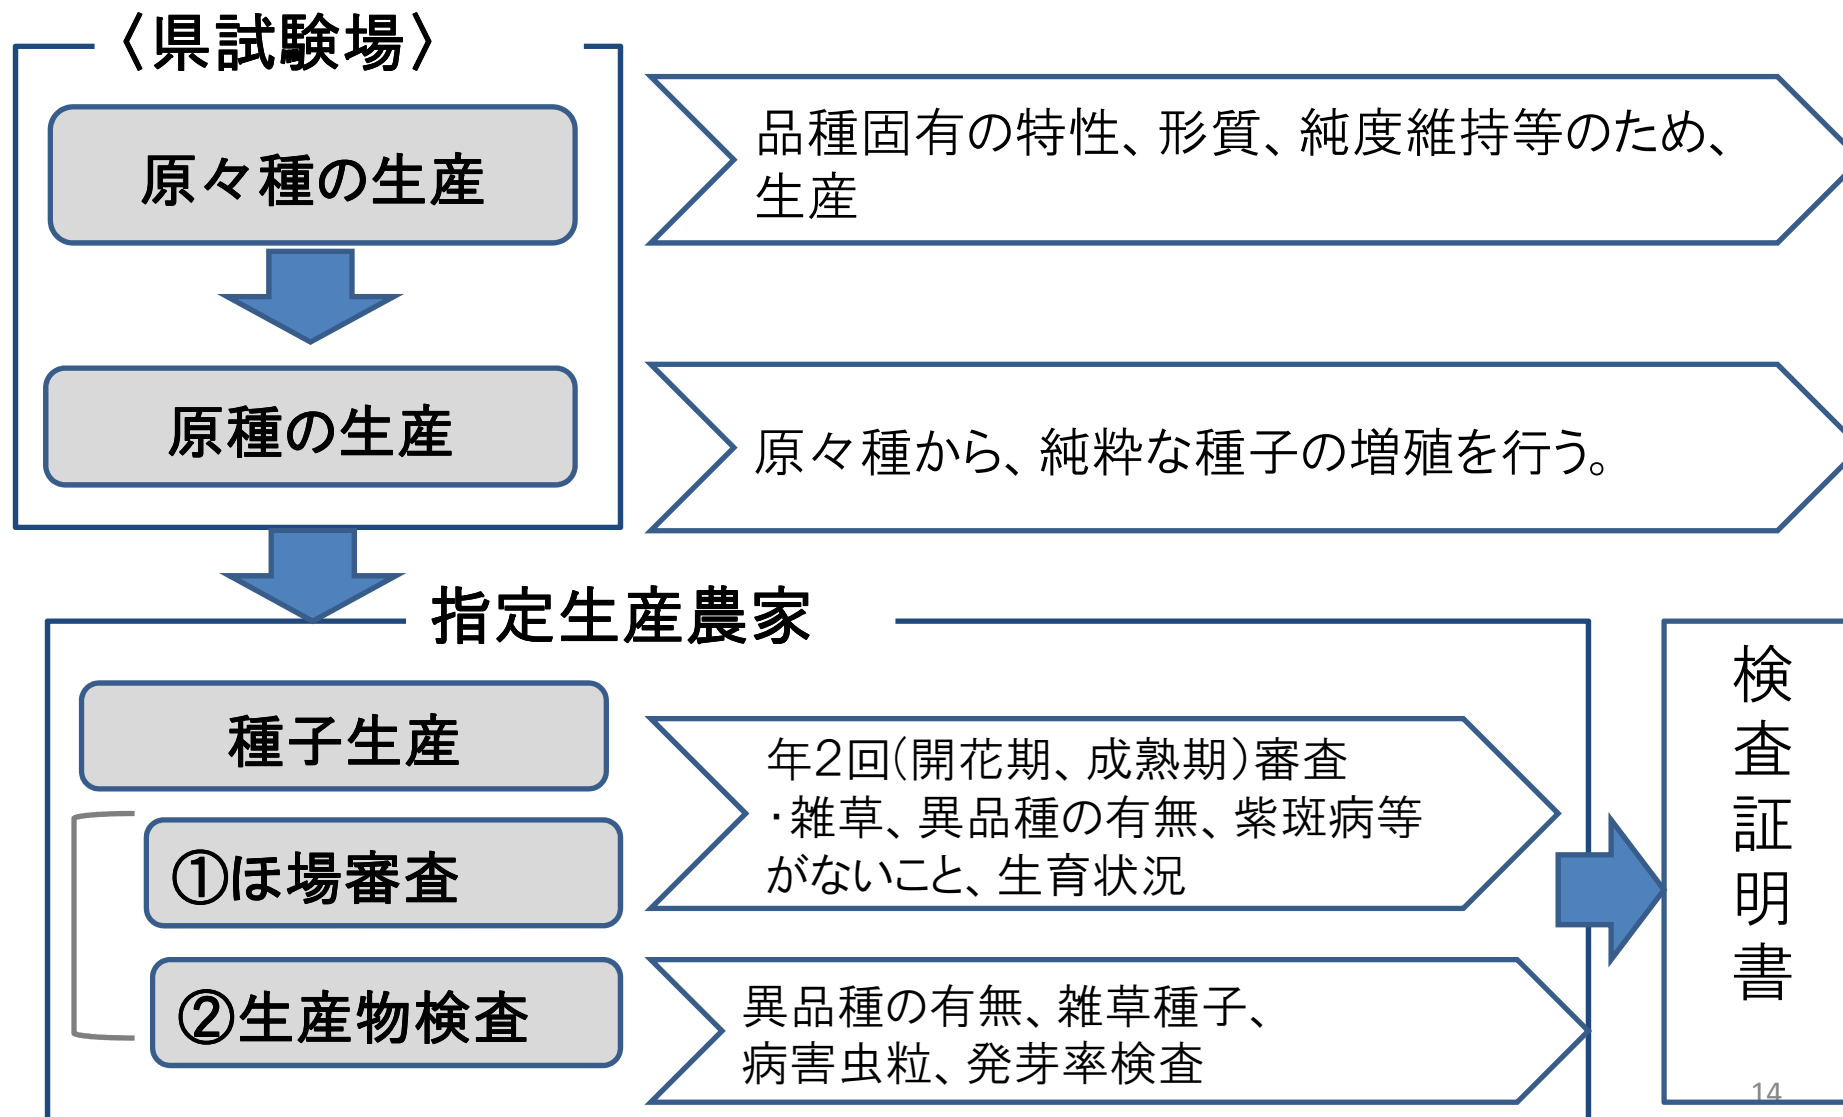 〈県試験場〉
原々種の生産
品種固有の特性、形質、純度維持等のため、
生産
原種の生産
原々種から、純粋な種子の増殖を行う。
指定生産農家
種子生産
年2回(開花期、成熟期)審査
・雑草、異品種の有無、紫斑病等
がないこと、生育状況
①ほ場審査
②生産物検査
異品種の有無、雑草種子、
病害虫粒、発芽率検査
検査証明書
14